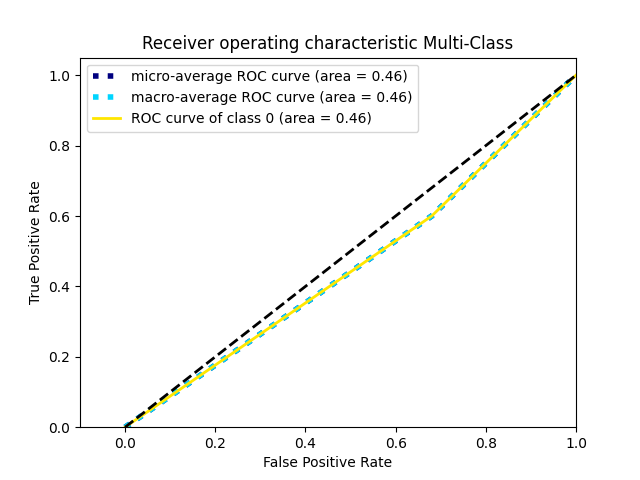 Receiver operating characteristic Multi-Class
micro-average ROC curve (area = 0.46)
macro-average ROC curve (area = 0.46)
ROC curve of class 0 (area = 0.46)
True Positive Rate
1.0
0.8
0.6
0.4
0.2
0.0
0.0 0.2 0.4 0.6 0.8 1.0
False Positive Rate